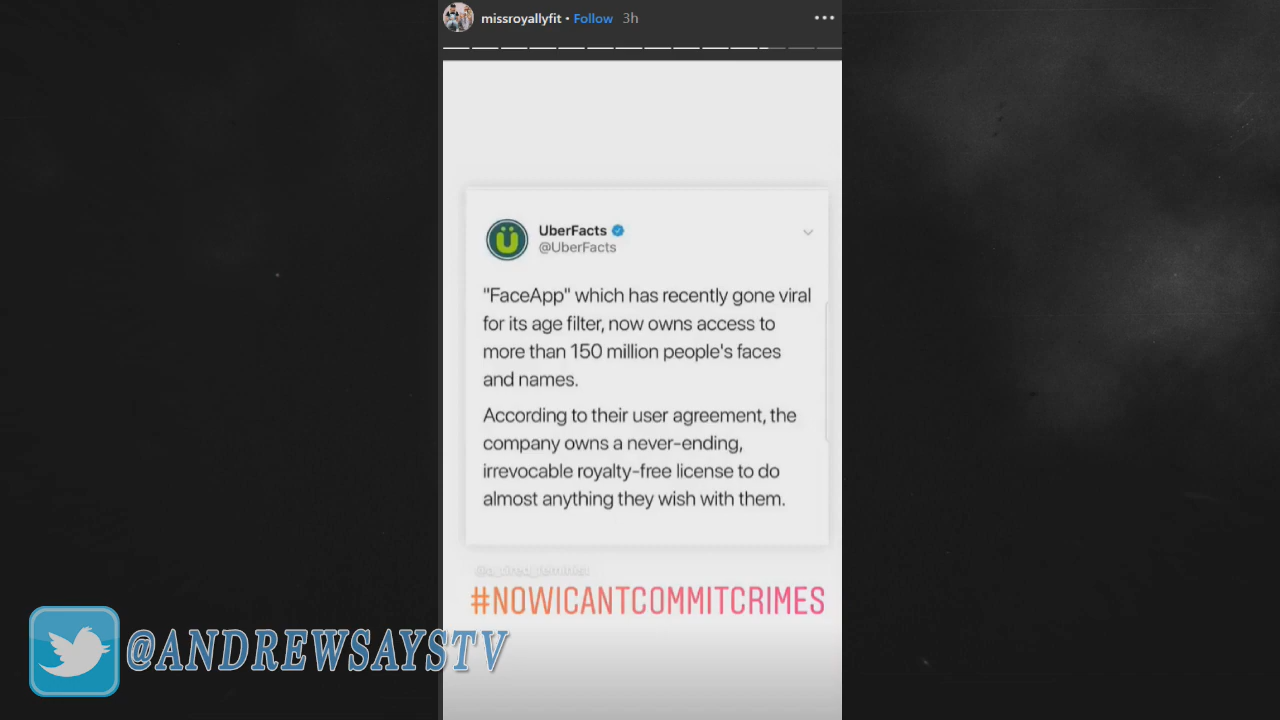 missroyallyfit • Follow 3h
UberFacts
@UberFacts
"FaceApp" which has recently gone viral
for its age filter, now owns access to
more than 150 million people's faces
and names.
According to their user agreement, the
company owns a never-ending,
irrevocable royalty-free license to do
almost anything they wish with them.
@a_tired_feminist
#NOWICANTCOMMITCRIMES
@ANDREWSAYSTV